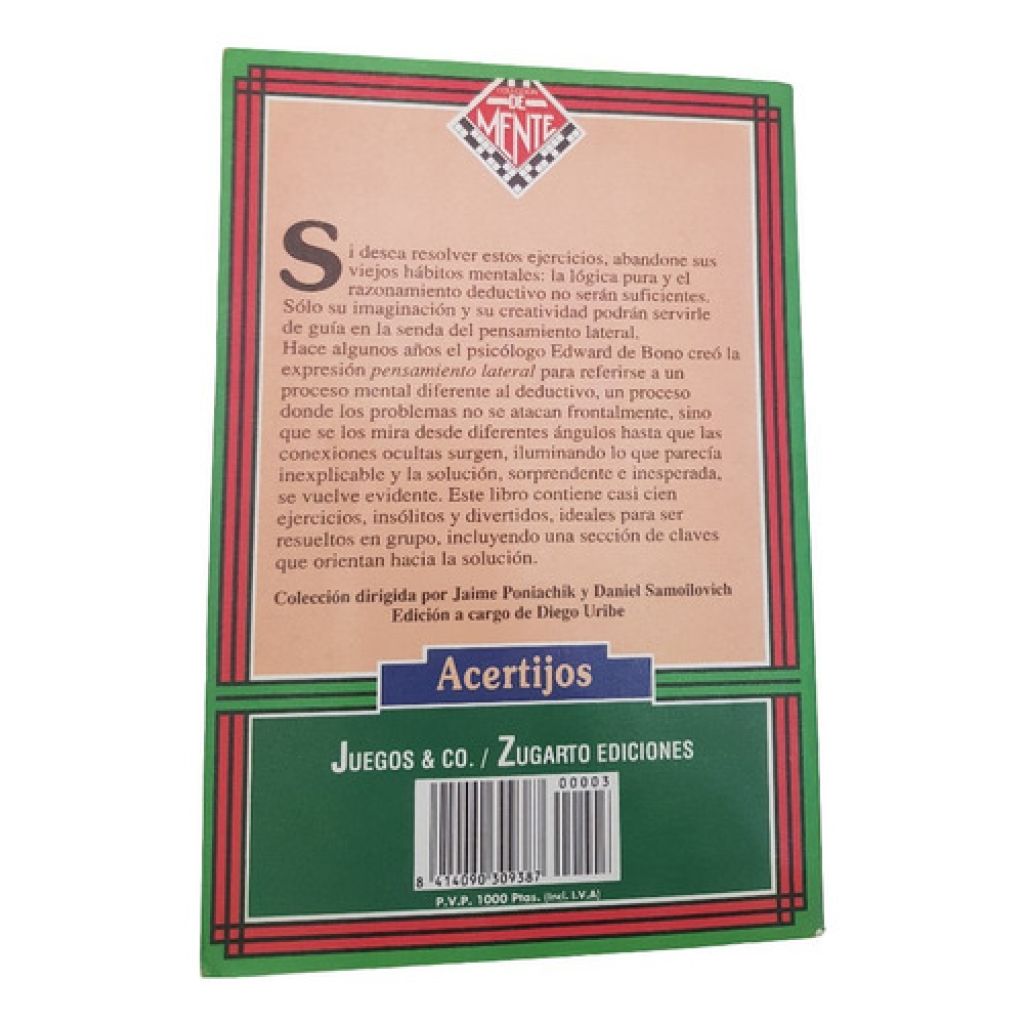 COLECCIÓN
DE
MENTE
Si desea resolver estos ejercicios, abandone sus
viejos hábitos mentales: la lógica pura y el
razonamiento deductivo no serán suficientes.
Sólo su imaginación y su creatividad podrán servirle
de guía en la senda del pensamiento lateral.
Hace algunos años el psicólogo Edward de Bono creó la
expresión pensamiento lateral para referirse a un
proceso mental diferente al deductivo, un proceso
donde los problemas no se atacan frontalmente, sino
que se los mira desde diferentes ángulos hasta que las
conexiones ocultas surgen, iluminando lo que parecía
inexplicable y la solución, sorprendente e inesperada,
se vuelve evidente. Este libro contiene casi cien
ejercicios, insólitos y divertidos, ideales para ser
resueltos en grupo, incluyendo una sección de claves
que orientan hacia la solución.
Colección dirigida por Jaime Poniachik y Daniel Samoilovich
Edición a cargo de Diego Uribe
Acertijos
JUEGOS & CO. / ZUGARTO EDICIONES
00003
8 414090 309387
P.V.P. 1000 Ptas. (Incl. I.V.A)